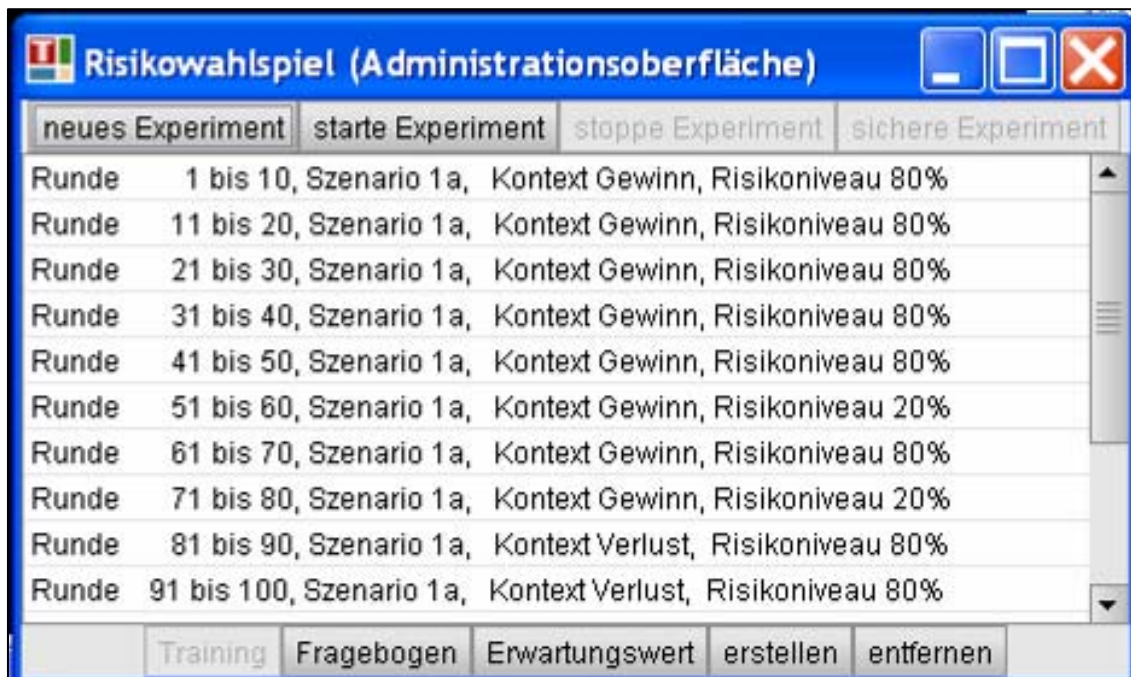 Risikowahlspiel (Administrationsoberfläche)
neues Experiment starte Experiment stoppe Experiment sichere Experiment
Runde 1 bis 10, Szenario 1a, Kontext Gewinn, Risikoniveau 80%
Runde 11 bis 20, Szenario 1a, Kontext Gewinn, Risikoniveau 80%
Runde 21 bis 30, Szenario 1a, Kontext Gewinn, Risikoniveau 80%
Runde 31 bis 40, Szenario 1a, Kontext Gewinn, Risikoniveau 80%
Runde 41 bis 50, Szenario 1a, Kontext Gewinn, Risikoniveau 80%
Runde 51 bis 60, Szenario 1a, Kontext Gewinn, Risikoniveau 20%
Runde 61 bis 70, Szenario 1a, Kontext Gewinn, Risikoniveau 80%
Runde 71 bis 80, Szenario 1a, Kontext Gewinn, Risikoniveau 20%
Runde 81 bis 90, Szenario 1a, Kontext Verlust, Risikoniveau 80%
Runde 91 bis 100, Szenario 1a, Kontext Verlust, Risikoniveau 80%
Training Fragebogen Erwartungswert erstellen entfernen